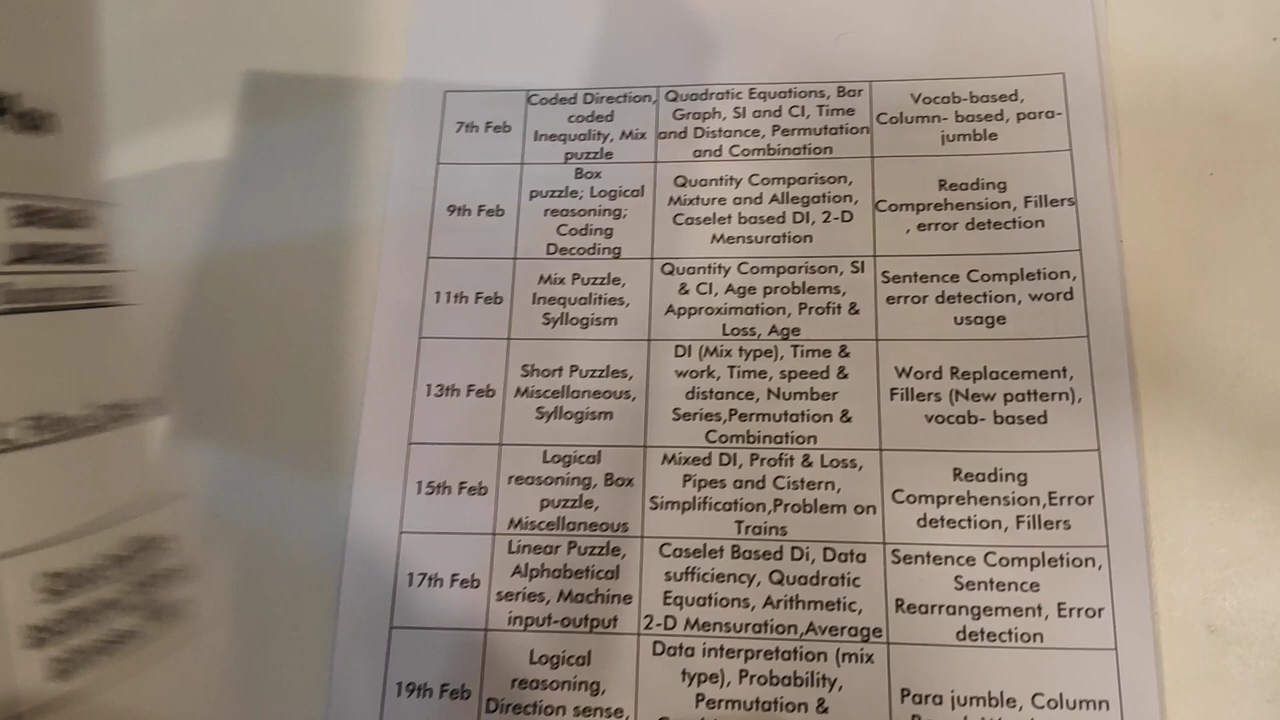 7th Feb
Coded Direction,
coded
Inequality, Mix
puzzle
Quadratic Equations, Bar
Graph, SI and CI, Time
and Distance, Permutation
and Combination
Vocab-based,
Column- based, para-
jumble
9th Feb
Box
puzzle; Logical
reasoning;
Coding
Decoding
Quantity Comparison,
Mixture and Allegation,
Caselet based DI, 2-D
Mensuration
Reading
Comprehension, Fillers
, error detection
11th Feb
Mix Puzzle,
Inequalities,
Syllogism
Quantity Comparison, SI
& CI, Age problems,
Approximation, Profit &
Loss, Age
Sentence Completion,
error detection, word
usage
13th Feb
Short Puzzles,
Miscellaneous,
Syllogism
DI (Mix type), Time &
work, Time, speed &
distance, Number
Series,Permutation &
Combination
Word Replacement,
Fillers (New pattern),
vocab- based
15th Feb
Logical
reasoning, Box
puzzle,
Miscellaneous
Mixed DI, Profit & Loss,
Pipes and Cistern,
Simplification,Problem on
Trains
Reading
Comprehension,Error
detection, Fillers
17th Feb
Linear Puzzle,
Alphabetical
series, Machine
input-output
Caselet Based Di, Data
sufficiency, Quadratic
Equations, Arithmetic,
2-D Mensuration,Average
Sentence Completion,
Sentence
Rearrangement, Error
detection
19th Feb
Logical
reasoning,
Direction sense,
Data interpretation (mix
type), Probability,
Permutation &
Para jumble, Column